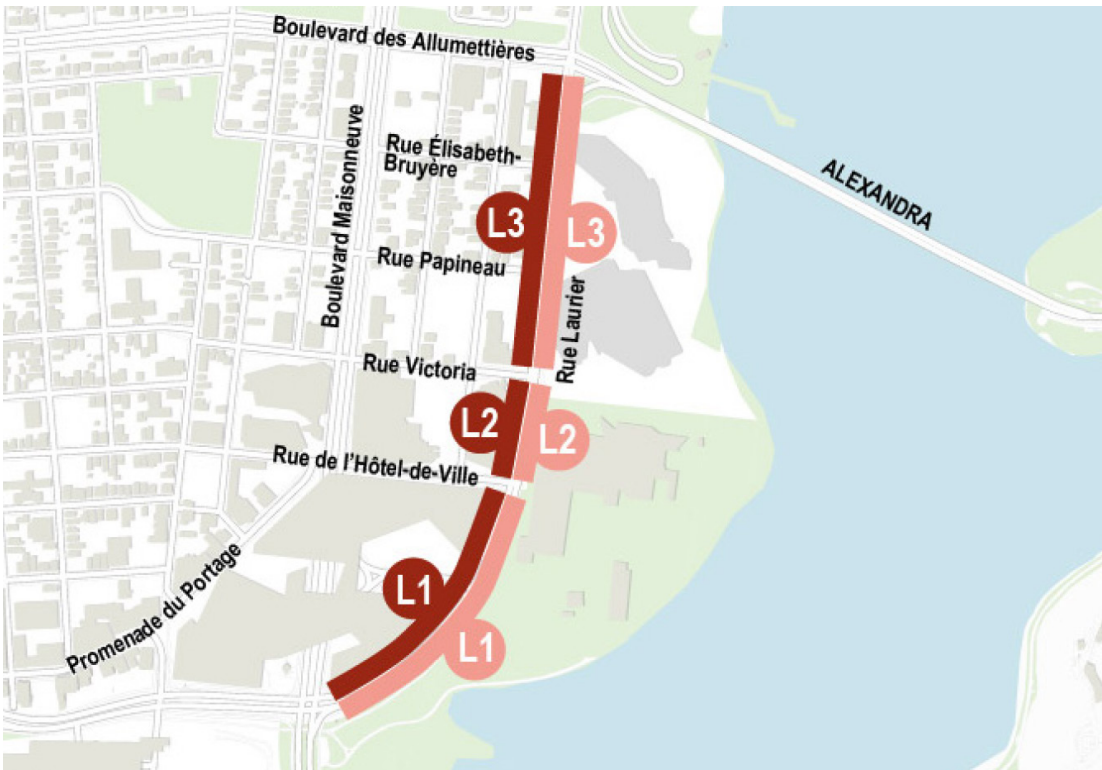 Boulevard des Allumettières
Boulevard Maisonneuve
Rue Élisabeth-
Bruyère
ALEXANDRA
L3
L3
Rue Papineau
Rue Laurier
Rue Victoria
L2
L2
Rue de l'Hôtel-de-Ville
Promenade du Portage
L1
L1